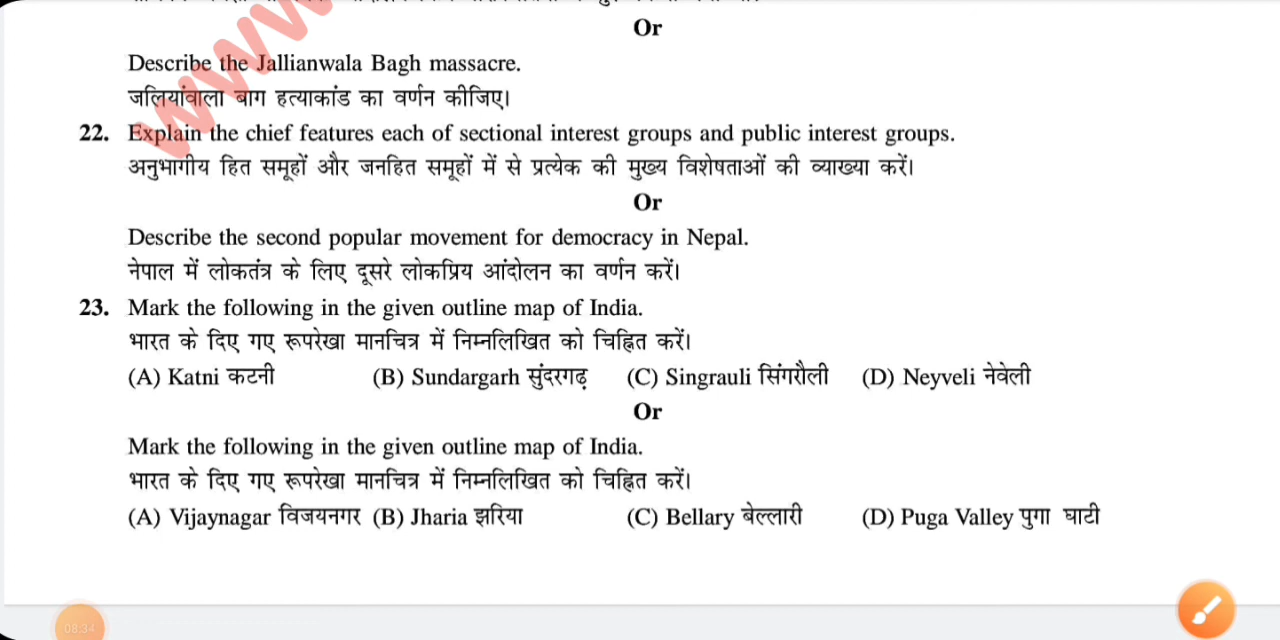 Or
Describe the Jallianwala Bagh massacre.
जलियांवाला बाग हत्याकांड का वर्णन कीजिए।
22. Explain the chief features each of sectional interest groups and public interest groups.
अनुभागीय हित समूहों और जनहित समूहों में से प्रत्येक की मुख्य विशेषताओं की व्याख्या करें।
Or
Describe the second popular movement for democracy in Nepal.
नेपाल में लोकतंत्र के लिए दूसरे लोकप्रिय आंदोलन का वर्णन करें।
23. Mark the following in the given outline map of India.
भारत के दिए गए रूपरेखा मानचित्र में निम्नलिखित को चिह्नित करें।
(A) Katni कटनी (B) Sundargarh सुंदरगढ़ (C) Singrauli सिंगरौली (D) Neyveli नेवेली
Or
Mark the following in the given outline map of India.
भारत के दिए गए रूपरेखा मानचित्र में निम्नलिखित को चिह्नित करें।
(A) Vijaynagar विजयनगर (B) Jharia झरिया (C) Bellary बेल्लारी (D) Puga Valley पुगा घाटी
08:34
www